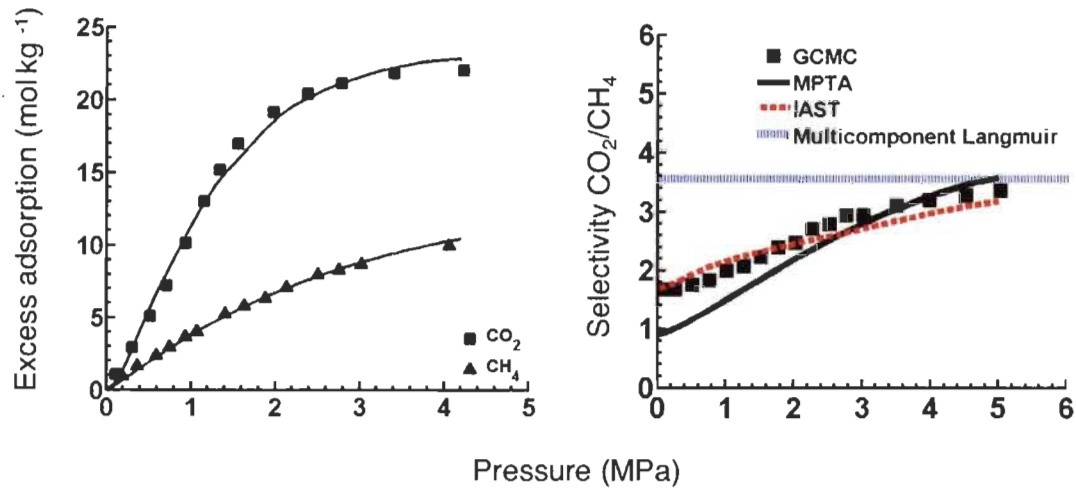 Excess adsorption (mol kg -1)
25
20
15
10
5
0
0 1 2 3 4 5
CO2
CH4
Selectivity CO2/CH4
6
5
4
3
2
1
0
0 1 2 3 4 5 6
GCMC
MPTA
IAST
Multicomponent Langmuir
Pressure (MPa)